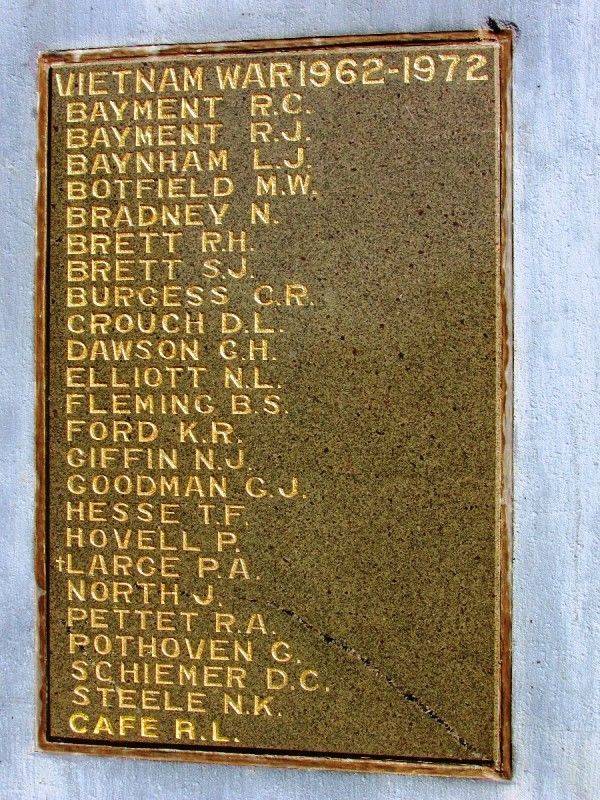 VIETNAM WAR 1962-1972
BAYMENT R.C.
BAYMENT R.J.
BAYNHAM L.J.
BOTFIELD M.W.
BRADNEY N.
BRETT R.H.
BRETT S.J.
BURGESS C.R.
CROUCH D.L.
DAWSON G.H.
ELLIOTT N.L.
FLEMING B.S.
FORD K.R.
GIFFIN N.J.
GOODMAN G.J.
HESSE T.F.
HOVELL P.
†LARGE P.A.
NORTH J.
PETTET R.A.
POTHOVEN G.
SCHIEMER D.C.
STEELE N.K.
CAFE R.L.